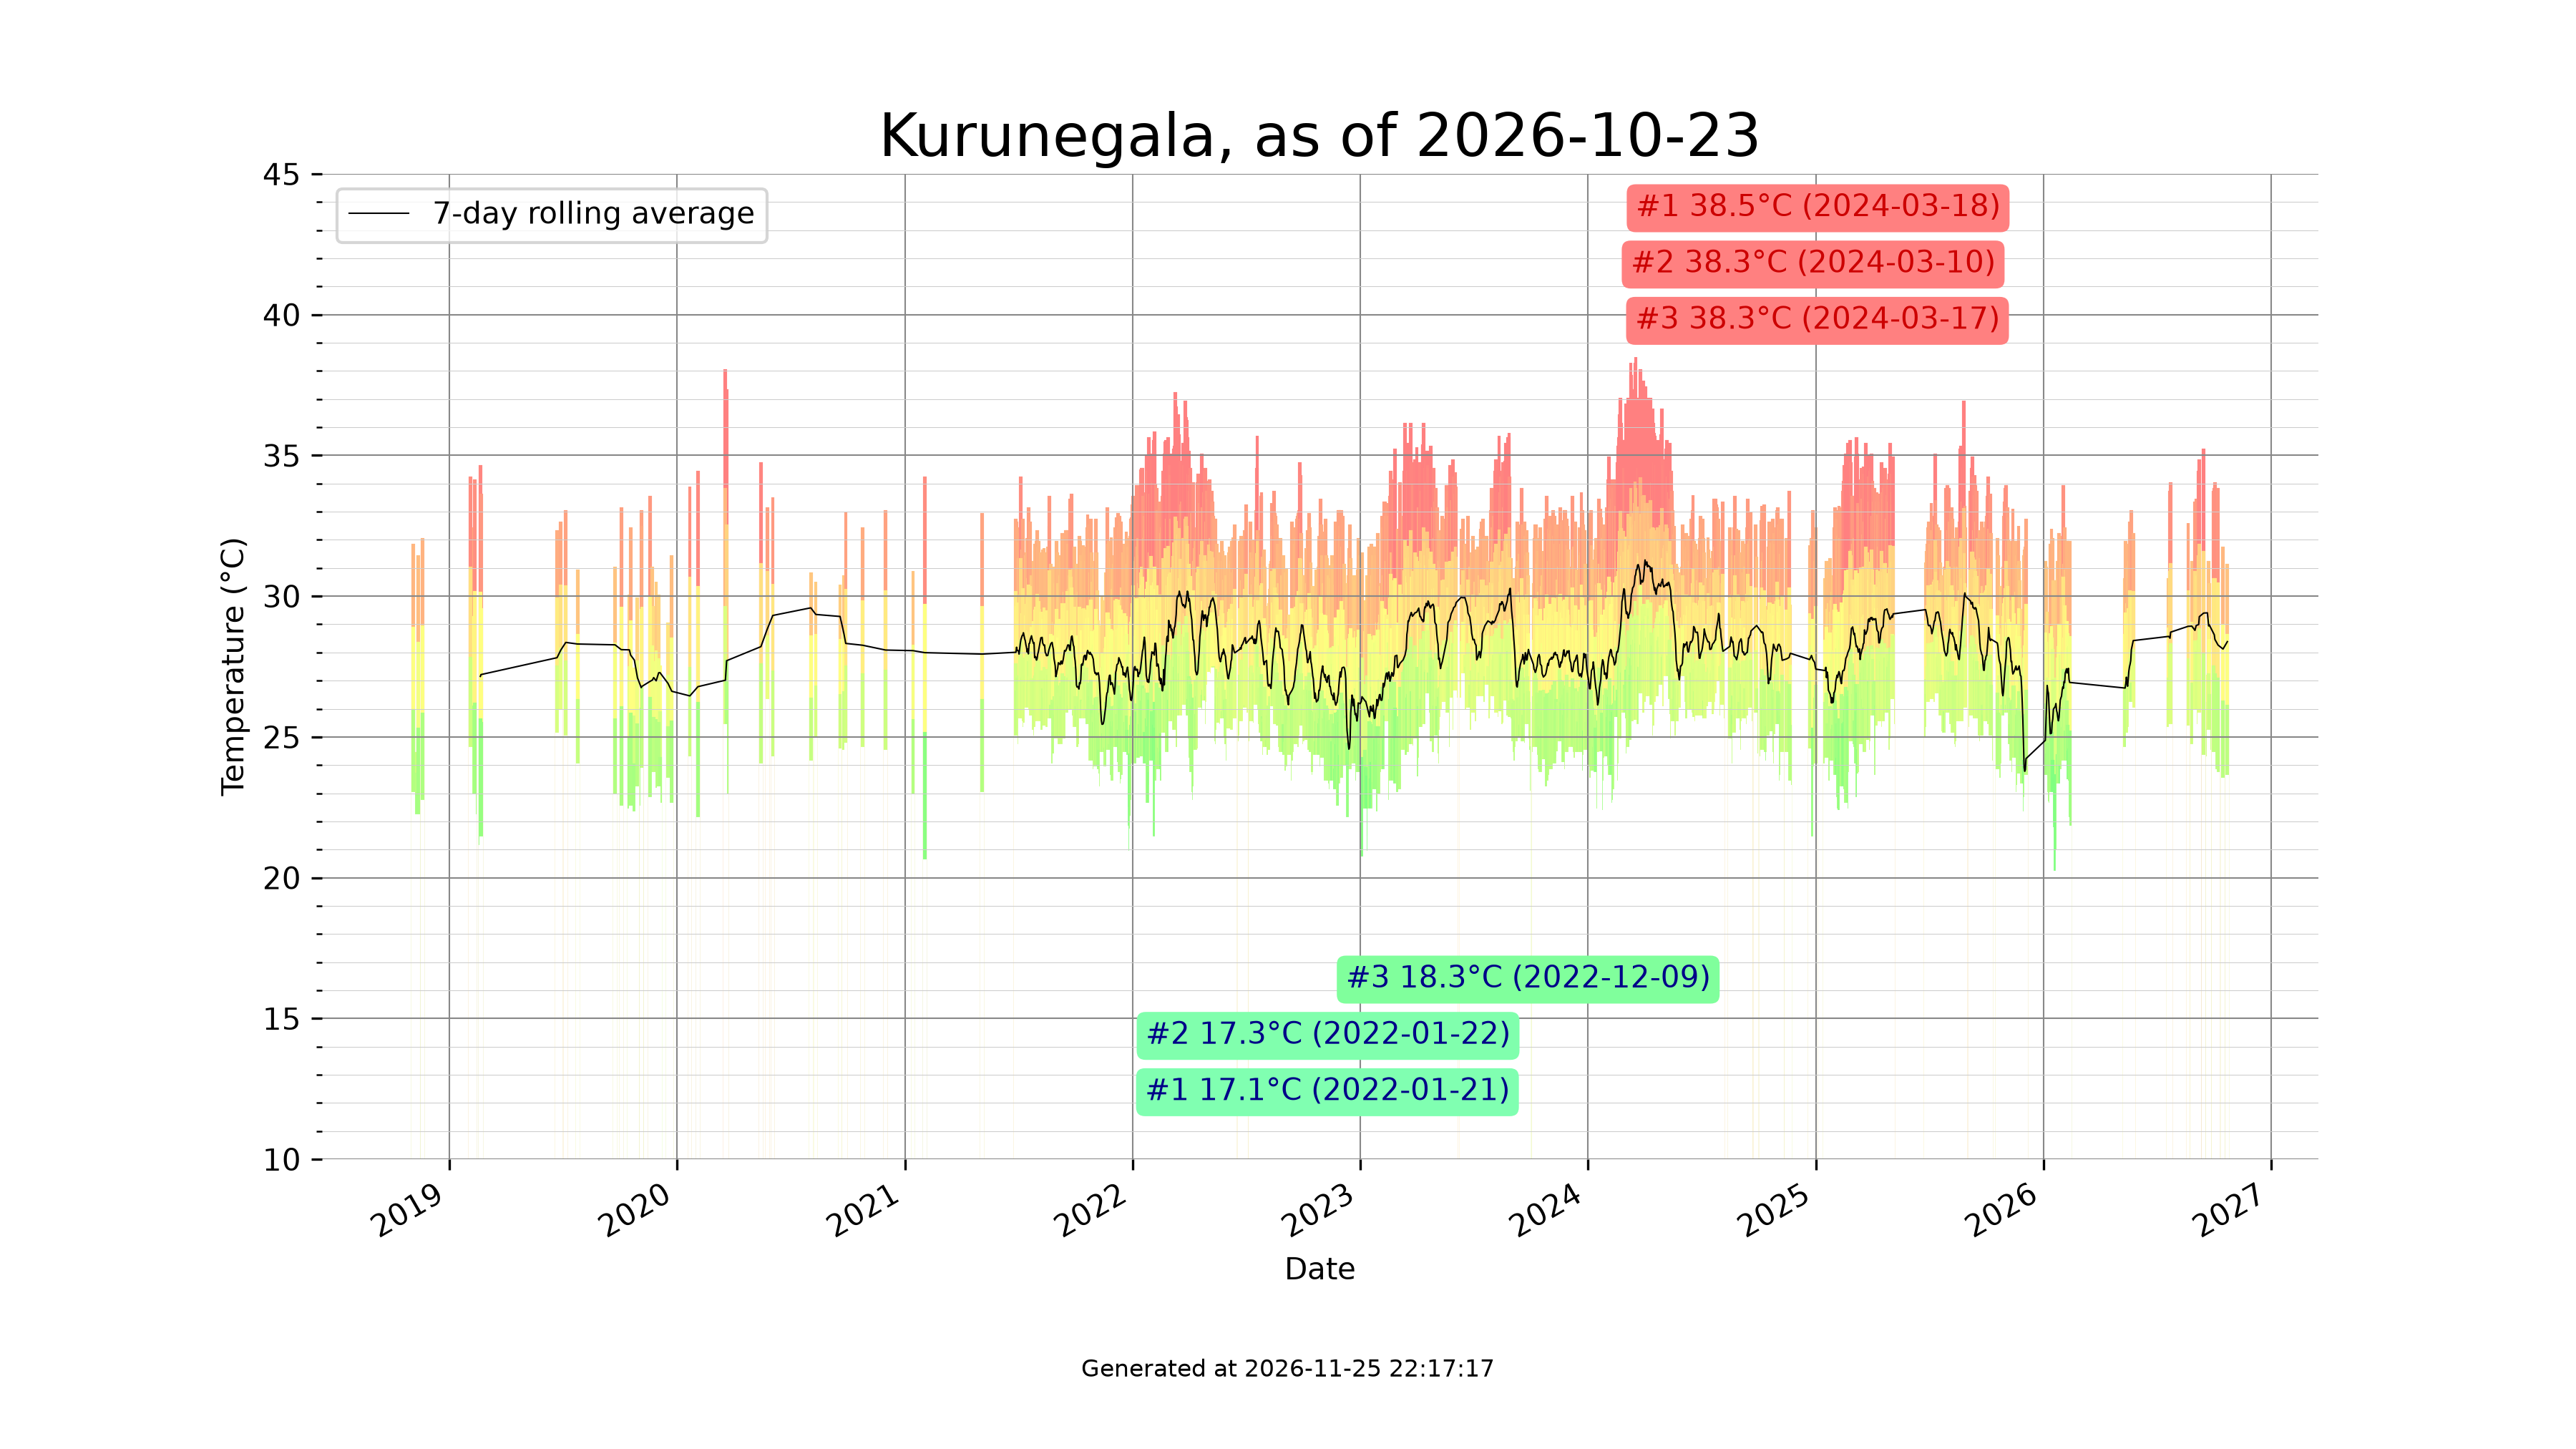 Kurunegala, as of 2026-10-23
45
40
35
30
25
20
15
10
Temperature (°C)
7-day rolling average
#1 38.5°C (2024-03-18)
#2 38.3°C (2024-03-10)
#3 38.3°C (2024-03-17)
#3 18.3°C (2022-12-09)
#2 17.3°C (2022-01-22)
#1 17.1°C (2022-01-21)
2019
2020
2021
2022
2023
2024
2025
2026
2027
Date
Generated at 2026-11-25 22:17:17